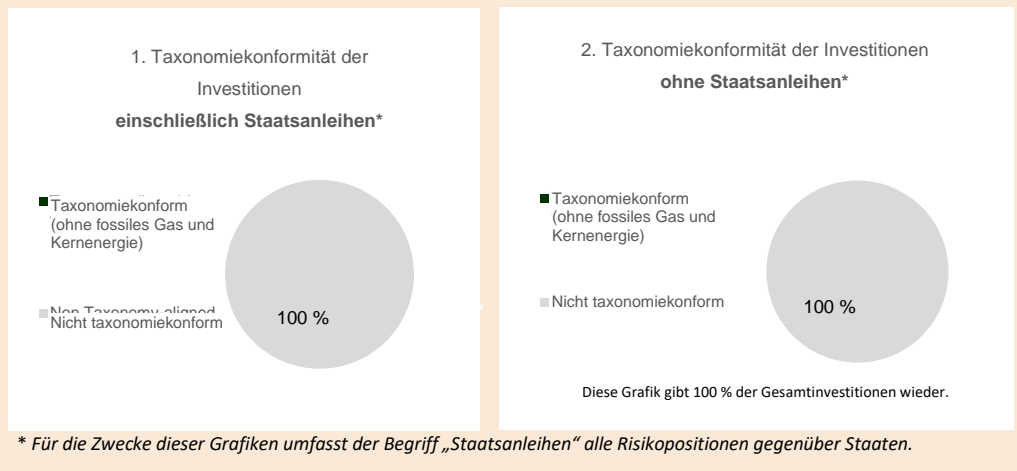 1. Taxonomiekonformität der
Investitionen
einschließlich Staatsanleihen*
Taxonomiekonform
(ohne fossiles Gas und
Kernenergie)
Non Taxonomy-aligned
Nicht taxonomiekonform
100 %
2. Taxonomiekonformität der Investitionen
ohne Staatsanleihen*
Taxonomiekonform
(ohne fossiles Gas und
Kernenergie)
Nicht taxonomiekonform
100 %
Diese Grafik gibt 100 % der Gesamtinvestitionen wieder.
* Für die Zwecke dieser Grafiken umfasst der Begriff „Staatsanleihen“ alle Risikopositionen gegenüber Staaten.